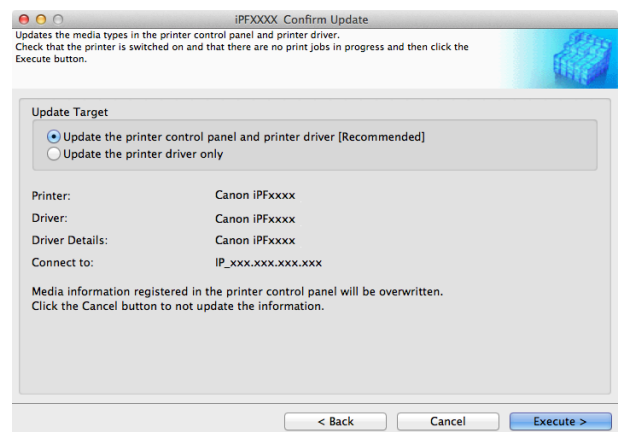 iPFXXXX Confirm Update
Updates the media types in the printer control panel and printer driver.
Check that the printer is switched on and that there are no print jobs in progress and then click the
Execute button.
Update Target
Update the printer control panel and printer driver [Recommended]
Update the printer driver only
Printer: Canon iPFxxxx
Driver: Canon iPFxxxx
Driver Details: Canon iPFxxxx
Connect to: IP_xxx.xxx.xxx.xxx
Media information registered in the printer control panel will be overwritten.
Click the Cancel button to not update the information.
< Back Cancel Execute >